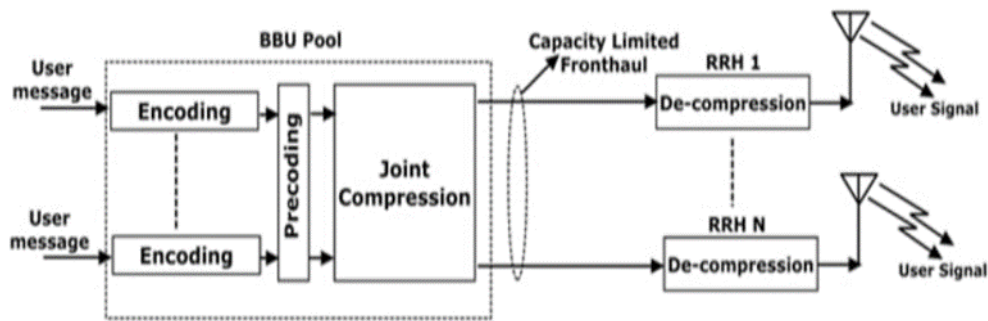 BBU Pool
User
message
Encoding
User
message
Encoding
Precoding
Joint
Compression
Capacity Limited
Fronthaul
RRH 1
De-compression
User Signal
RRH N
De-compression
User Signal